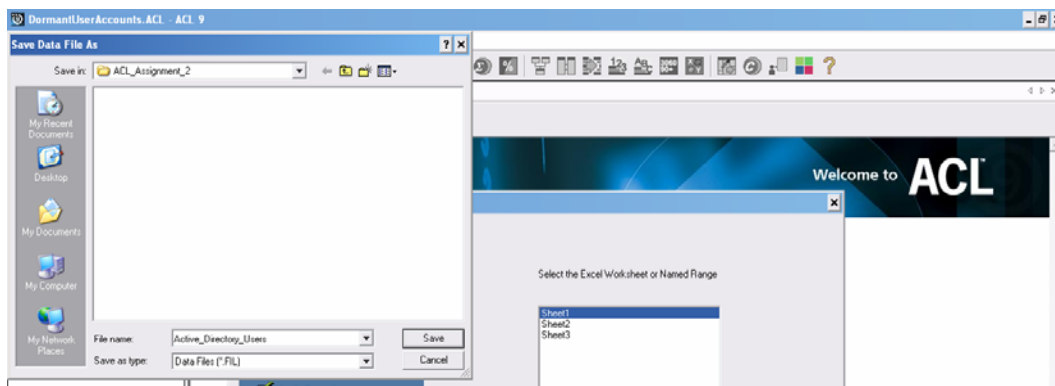 DormantUserAccounts.ACL - ACL 9
Save Data File As
Save in:
ACL_Assignment_2
My Recent
Documents
Desktop
My Documents
My Computer
My Network
Places
File name:
Active_Directory_Users
Save
Save as type:
Data Files (*.FIL)
Cancel
Welcome to ACL
Select the Excel Worksheet or Named Range
Sheet1
Sheet2
Sheet3